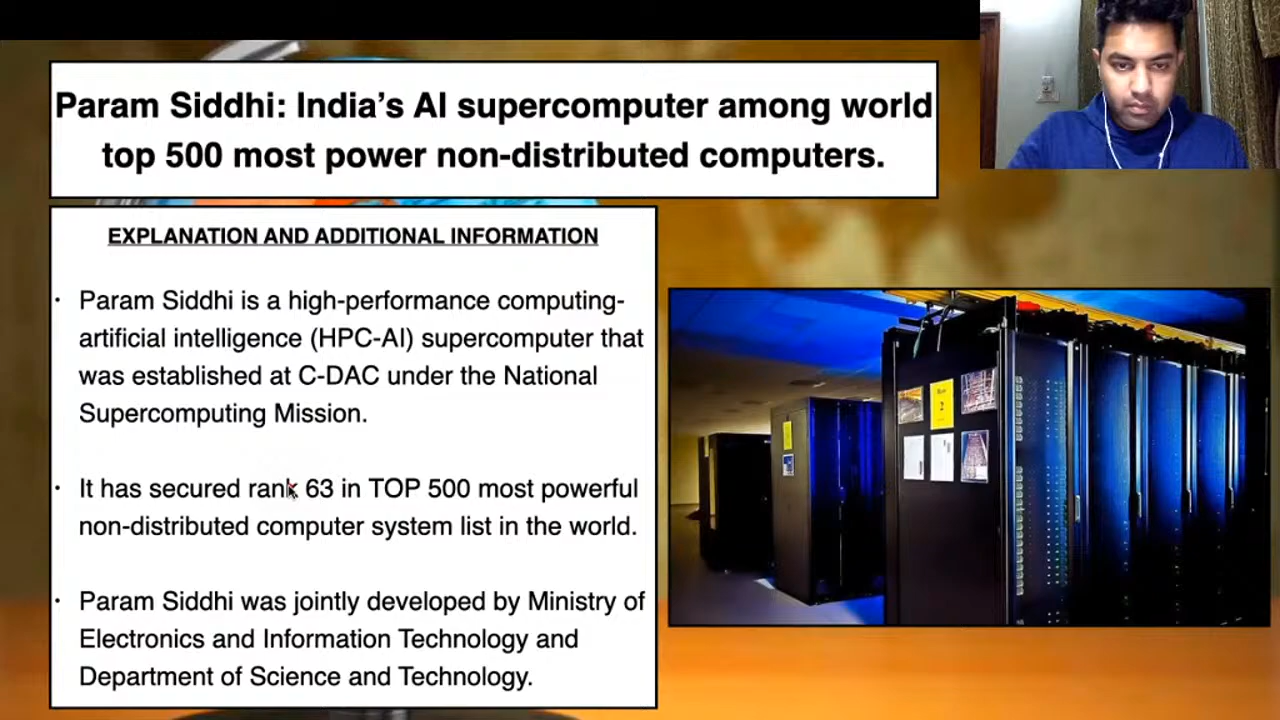 Param Siddhi: India’s AI supercomputer among world
top 500 most power non-distributed computers.
EXPLANATION AND ADDITIONAL INFORMATION
• Param Siddhi is a high-performance computing-
artificial intelligence (HPC-AI) supercomputer that
was established at C-DAC under the National
Supercomputing Mission.
• It has secured rank 63 in TOP 500 most powerful
non-distributed computer system list in the world.
• Param Siddhi was jointly developed by Ministry of
Electronics and Information Technology and
Department of Science and Technology.
2